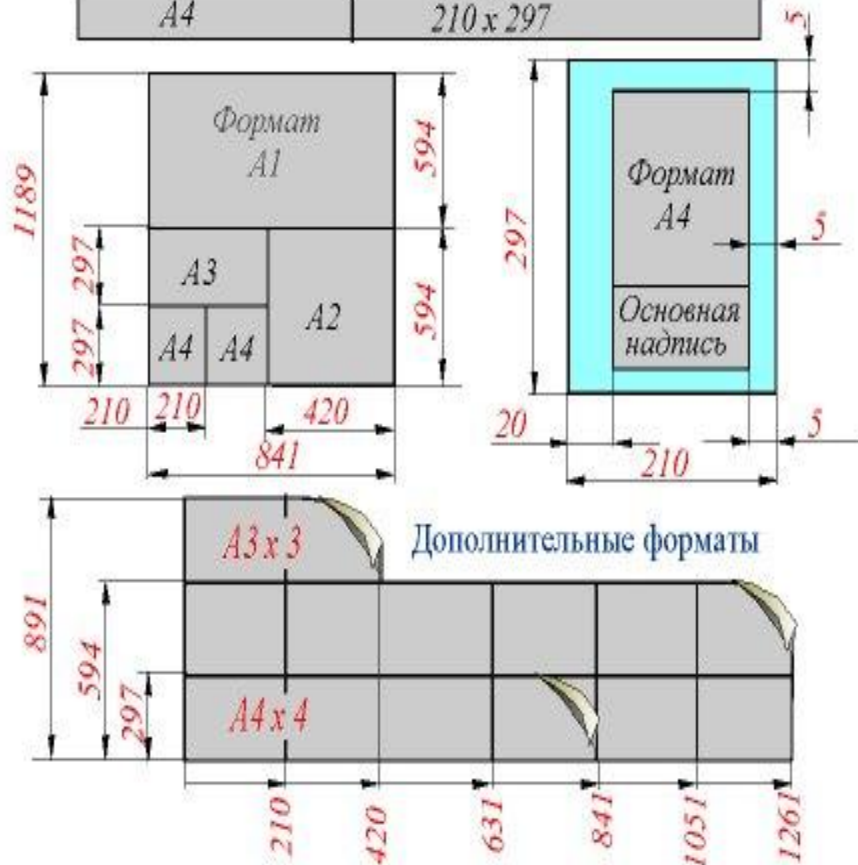 A4 210 x 297
1189
Формат
A1
594
297
A3
A2
594
297
A4 A4
210 210 420
841
5
297
Формат
A4
5
Основная
надпись
20
5
210
Дополнительные форматы
A3 x 3
891
594
297
A4 x 4
210 420 631 841 1051 1261